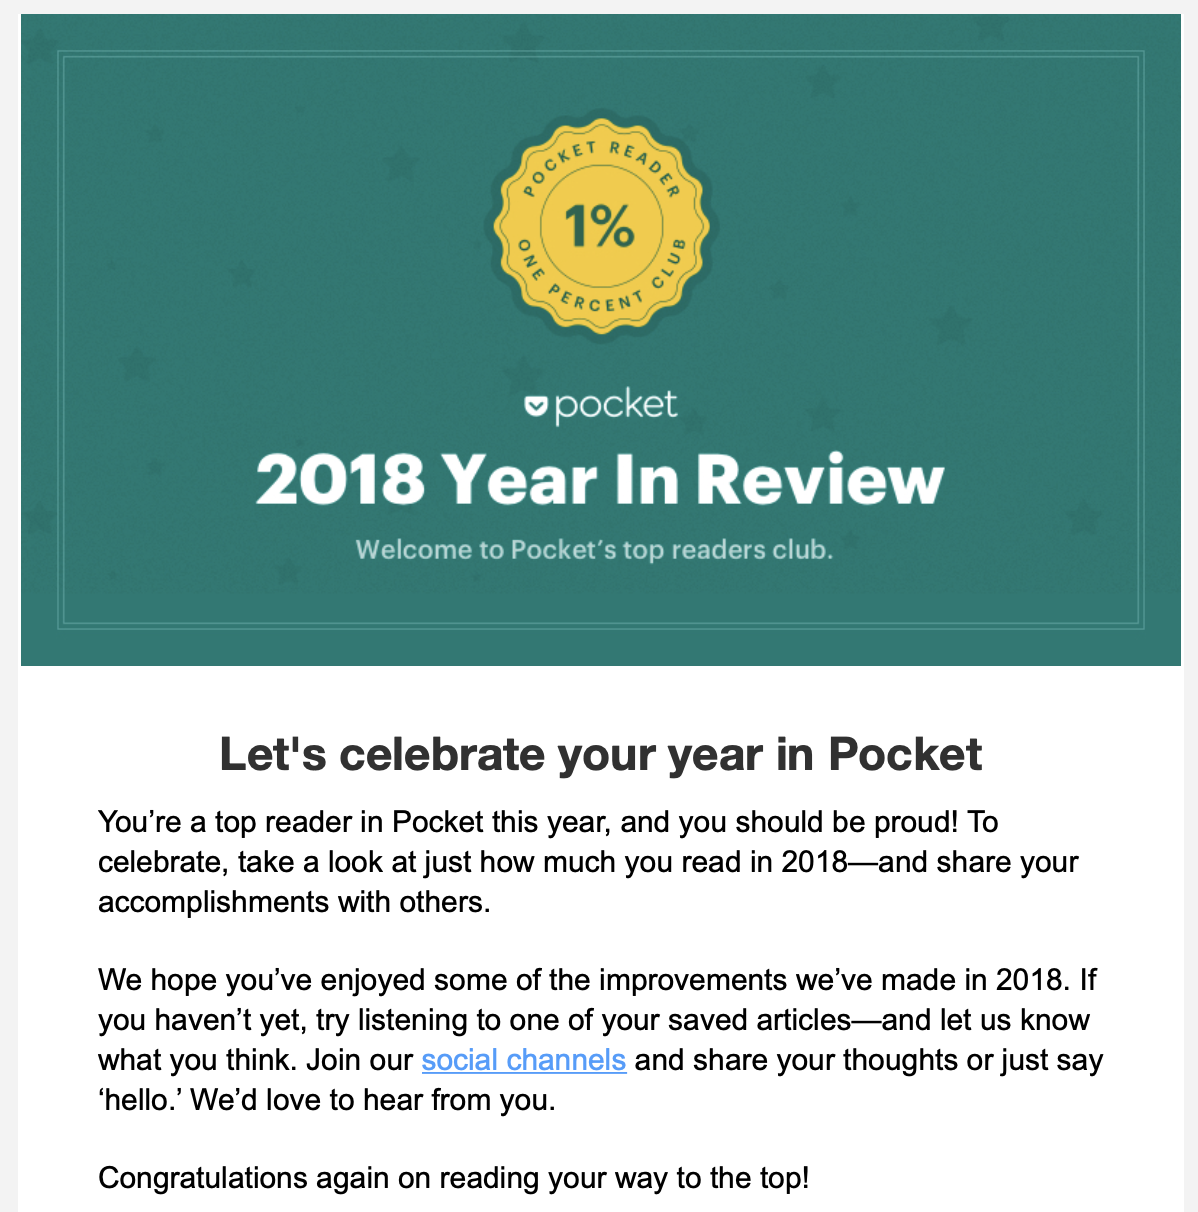 POCKET READER
1%
ONE PERCENT CLUB
pocket
2018 Year In Review
Welcome to Pocket’s top readers club.
Let's celebrate your year in Pocket
You’re a top reader in Pocket this year, and you should be proud! To
celebrate, take a look at just how much you read in 2018—and share your
accomplishments with others.
We hope you’ve enjoyed some of the improvements we’ve made in 2018. If
you haven’t yet, try listening to one of your saved articles—and let us know
what you think. Join our social channels and share your thoughts or just say
‘hello.’ We’d love to hear from you.
Congratulations again on reading your way to the top!